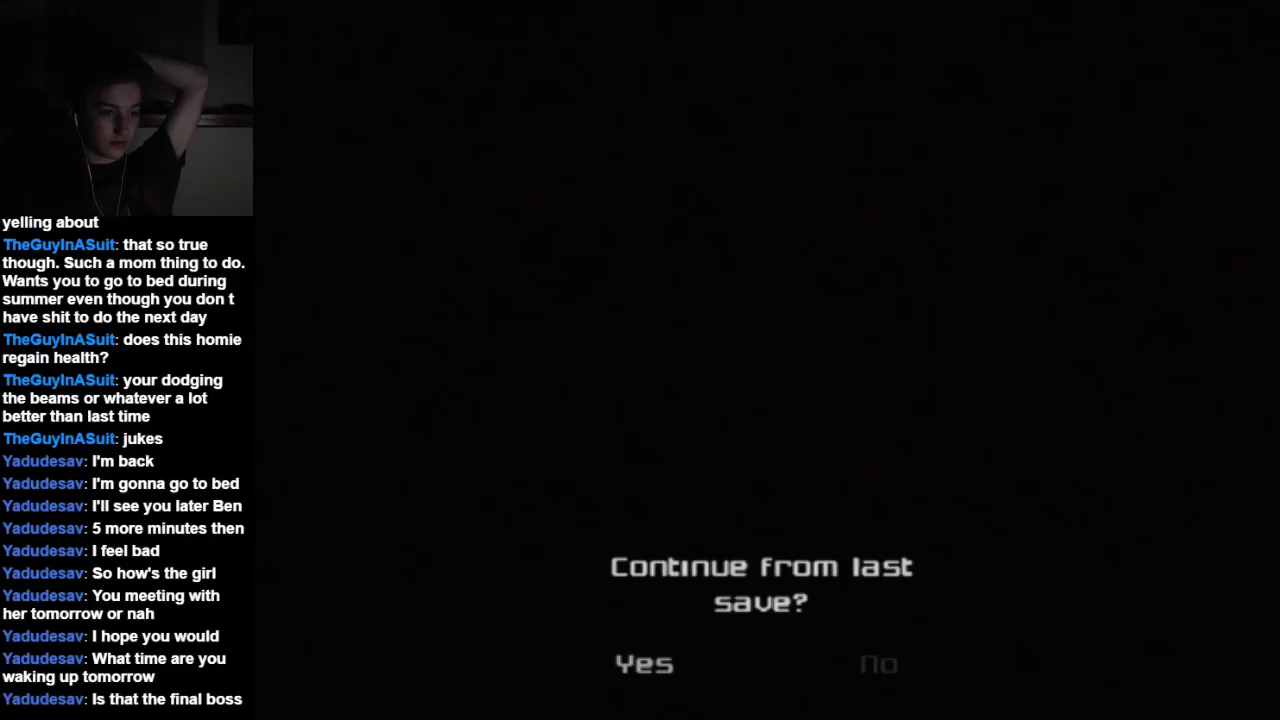 yelling about
TheGuyInASuit: that so true
though. Such a mom thing to do.
Wants you to go to bed during
summer even though you don t
have shit to do the next day
TheGuyInASuit: does this homie
regain health?
TheGuyInASuit: your dodging
the beams or whatever a lot
better than last time
TheGuyInASuit: jukes
Yadudesav: I'm back
Yadudesav: I'm gonna go to bed
Yadudesav: I'll see you later Ben
Yadudesav: 5 more minutes then
Yadudesav: I feel bad
Yadudesav: So how's the girl
Yadudesav: You meeting with
her tomorrow or nah
Yadudesav: I hope you would
Yadudesav: What time are you
waking up tomorrow
Yadudesav: Is that the final boss
Continue from last
save?
Yes No